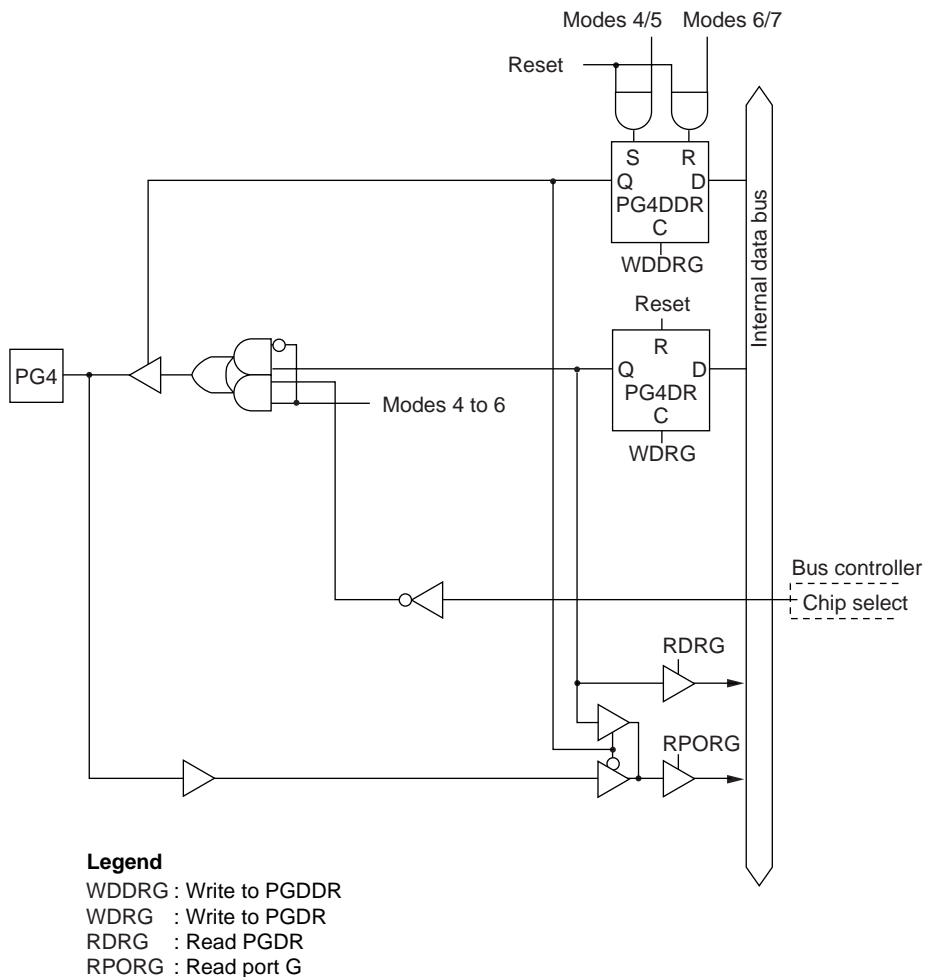 Modes 4/5
Modes 6/7
Reset
S
R
Q
D
PG4DDR
C
WDDRG
Internal data bus
Reset
R
Q
D
PG4DR
C
WDRG
PG4
Modes 4 to 6
Bus controller
Chip select
RDRG
RPORG
Legend
WDDRG : Write to PGDDR
WDRG : Write to PGDR
RDRG : Read PGDR
RPORG : Read port G